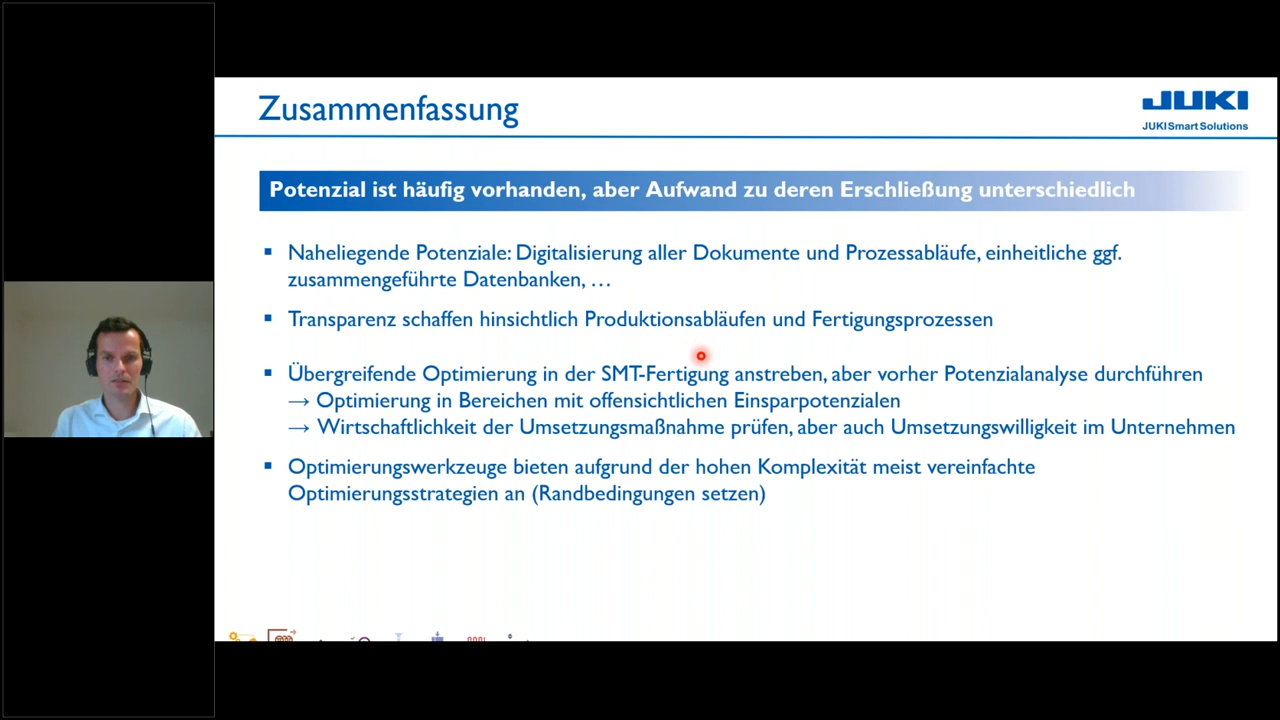 Zusammenfassung
JUKI
JUKI Smart Solutions
Potenzial ist häufig vorhanden, aber Aufwand zu deren Erschließung unterschiedlich
▪ Naheliegende Potenziale: Digitalisierung aller Dokumente und Prozessabläufe, einheitliche ggf.
zusammengeführte Datenbanken, …
▪ Transparenz schaffen hinsichtlich Produktionsabläufen und Fertigungsprozessen
▪ Übergreifende Optimierung in der SMT-Fertigung anstreben, aber vorher Potenzialanalyse durchführen
→ Optimierung in Bereichen mit offensichtlichen Einsparpotenzialen
→ Wirtschaftlichkeit der Umsetzungsmaßnahme prüfen, aber auch Umsetzungswilligkeit im Unternehmen
▪ Optimierungswerkzeuge bieten aufgrund der hohen Komplexität meist vereinfachte
Optimierungsstrategien an (Randbedingungen setzen)